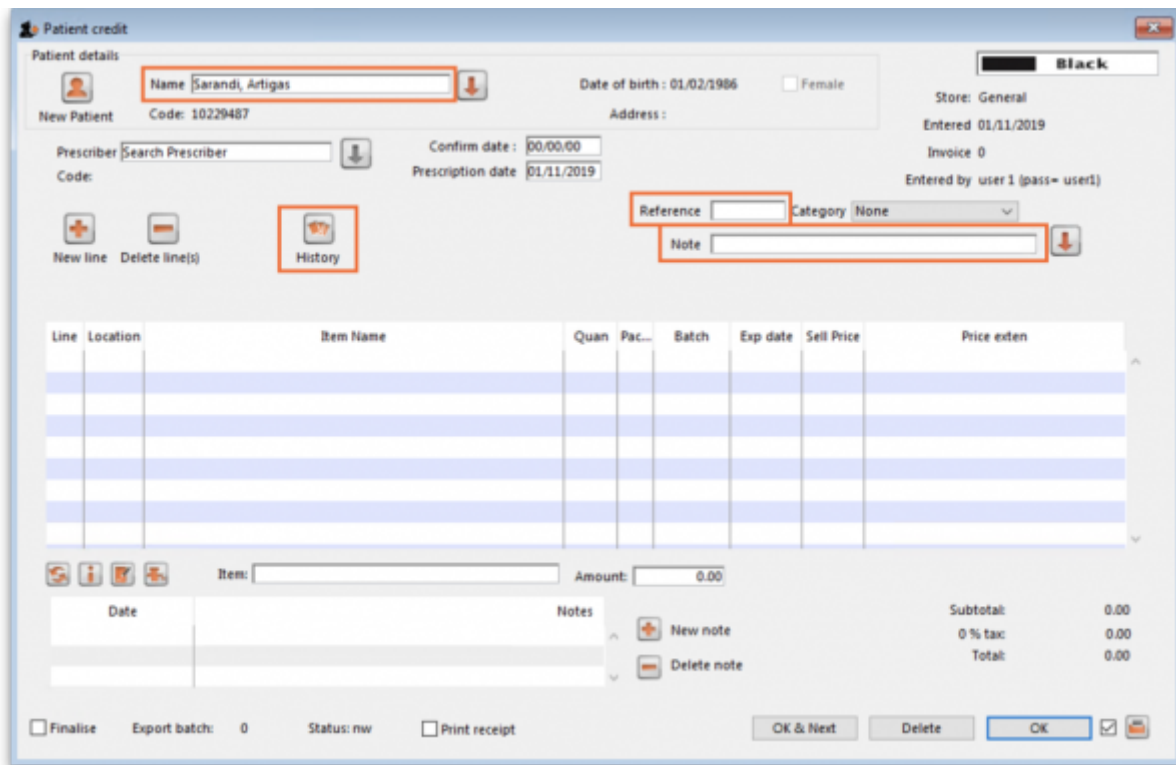 Patient credit
Patient details
Name Sarandi, Artigas
Date of birth : 01/02/1986
Female
Black
New Patient
Code: 10229487
Address :
Store: General
Entered 01/11/2019
Prescriber Search Prescriber
Confirm date : 00/00/00
Invoice 0
Code:
Prescription date 01/11/2019
Entered by user 1 (pass= user1)
Reference
Category None
Note
New line Delete line(s) History
Line Location Item Name Quan Pac... Batch Exp date Sell Price Price exten
Item:
Amount: 0.00
Date Notes
New note
Delete note
Subtotal: 0.00
0 % tax: 0.00
Total: 0.00
Finalise Export batch: 0 Status: nw Print receipt OK & Next Delete OK